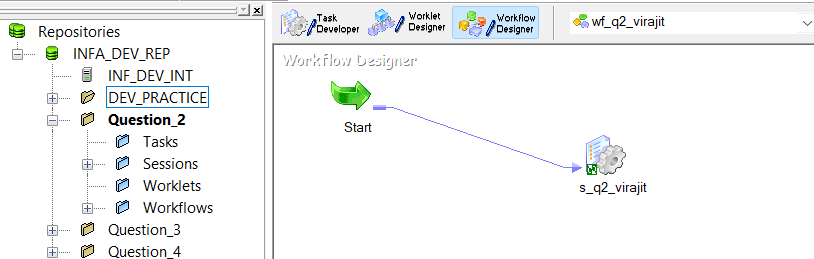 Repositories
INFA_DEV_REP
INF_DEV_INT
DEV_PRACTICE
Question_2
Tasks
Sessions
Worklets
Workflows
Question_3
Question_4
Task
Developer
Worklet
Designer
Workflow
Designer
wf_q2_virajit
Workflow Designer
Start
s_q2_virajit